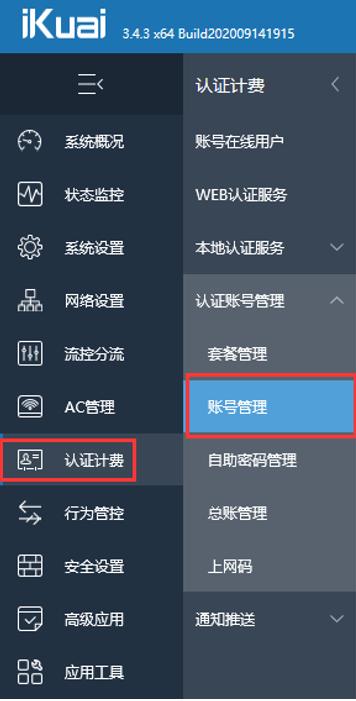 iKuai 3.4.3 x64 Build202009141915
系统概况
状态监控
系统设置
网络设置
流控分流
AC管理
认证计费
行为管控
安全设置
高级应用
应用工具
认证计费
账号在线用户
WEB认证服务
本地认证服务
认证账号管理
套餐管理
账号管理
自助密码管理
总账管理
上网码
通知推送